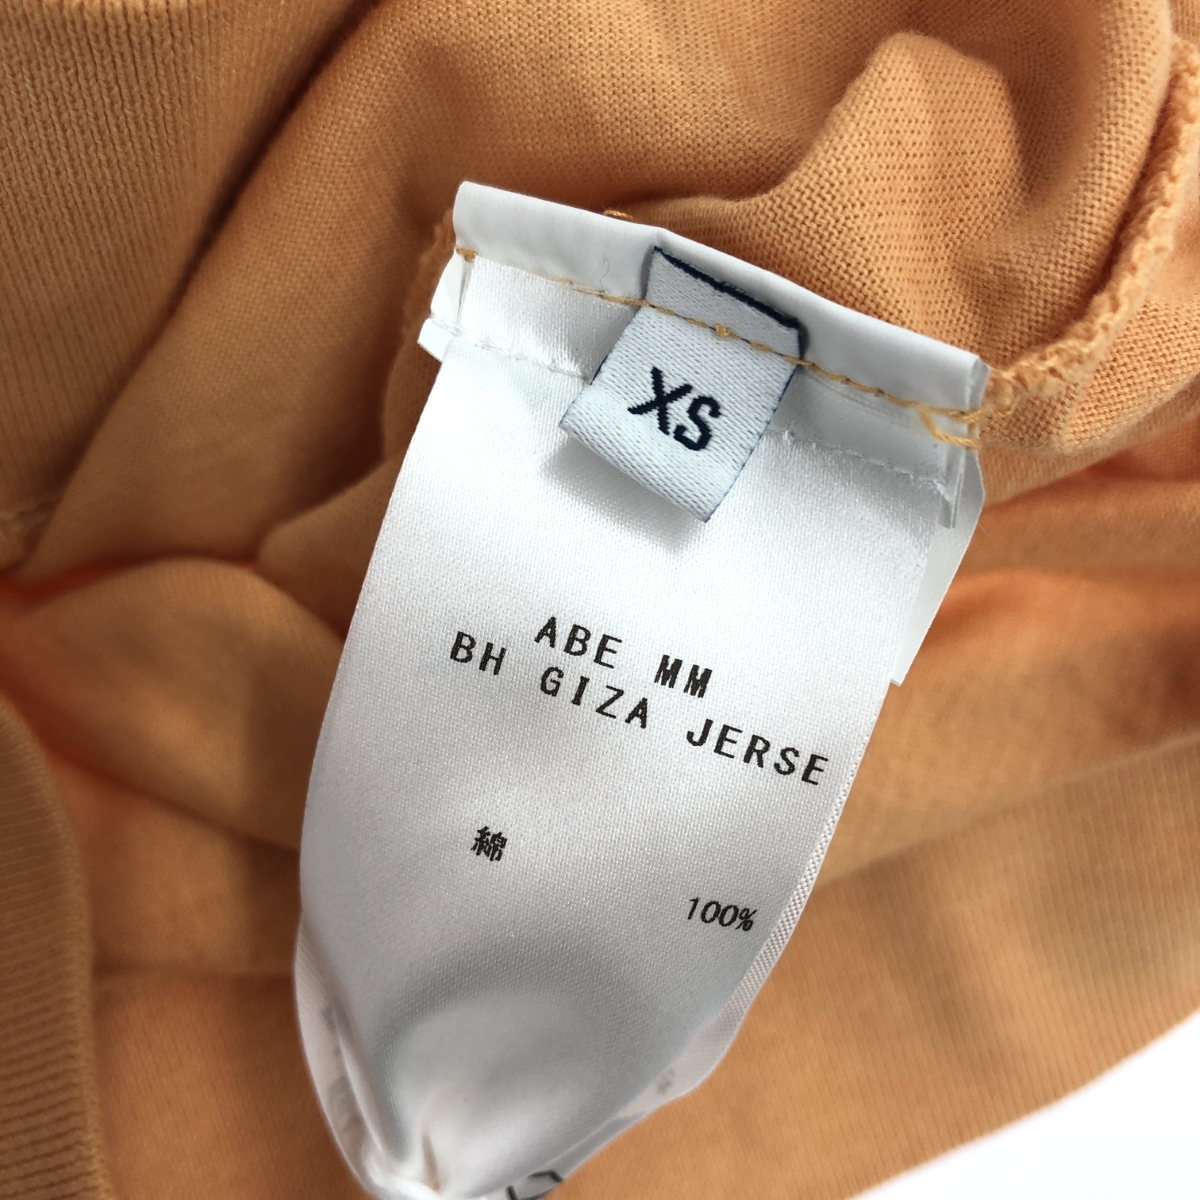 XS
ABE MM
BH GIZA JERSE
綿
100%